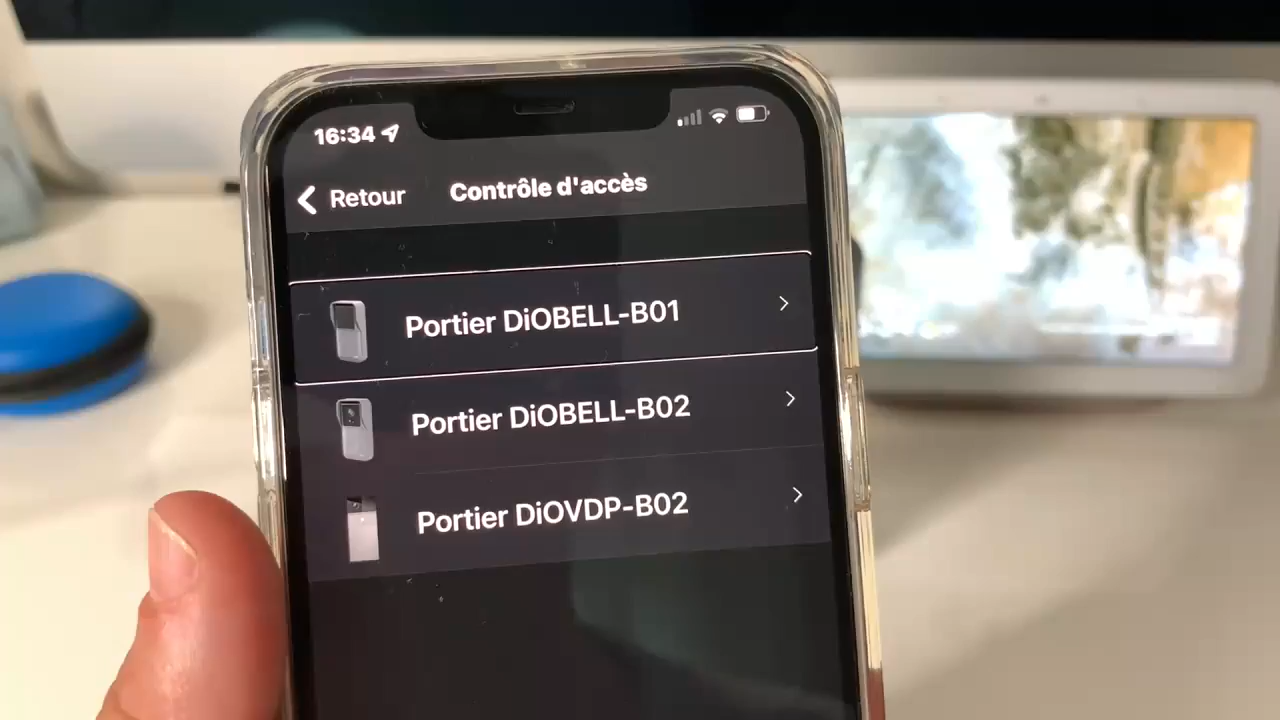 16:34
Retour
Contrôle d'accès
Portier DiOBELL-B01
Portier DiOBELL-B02
Portier DiOVDP-B02